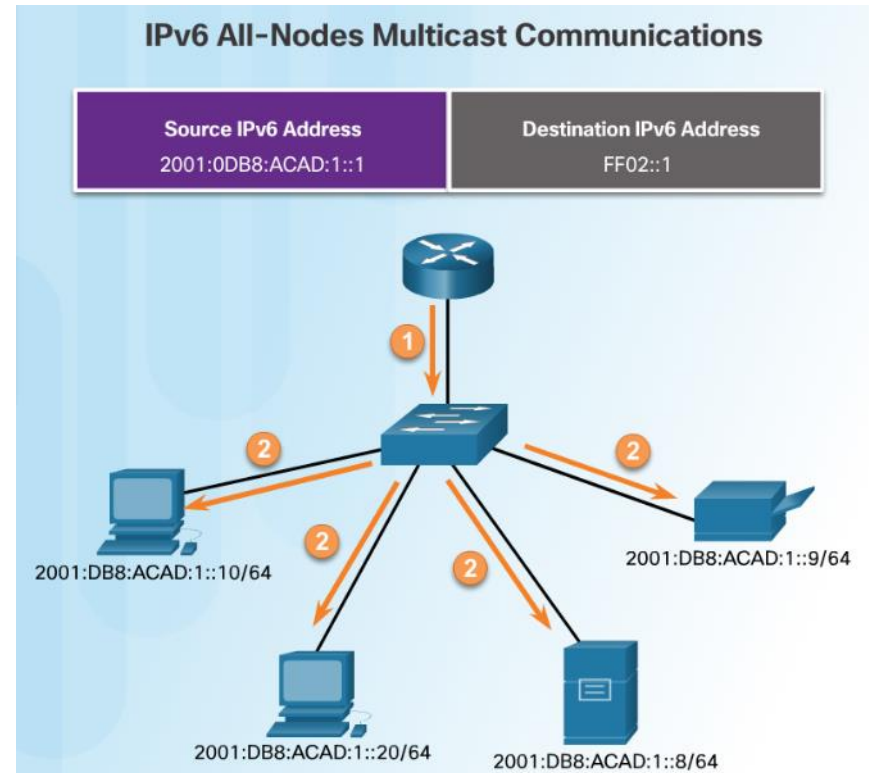 IPv6 All-Nodes Multicast Communications
Source IPv6 Address
2001:0DB8:ACAD:1::1
Destination IPv6 Address
FF02::1
1
2
2
2
2
2001:DB8:ACAD:1::10/64
2001:DB8:ACAD:1::9/64
2001:DB8:ACAD:1::20/64
2001:DB8:ACAD:1::8/64